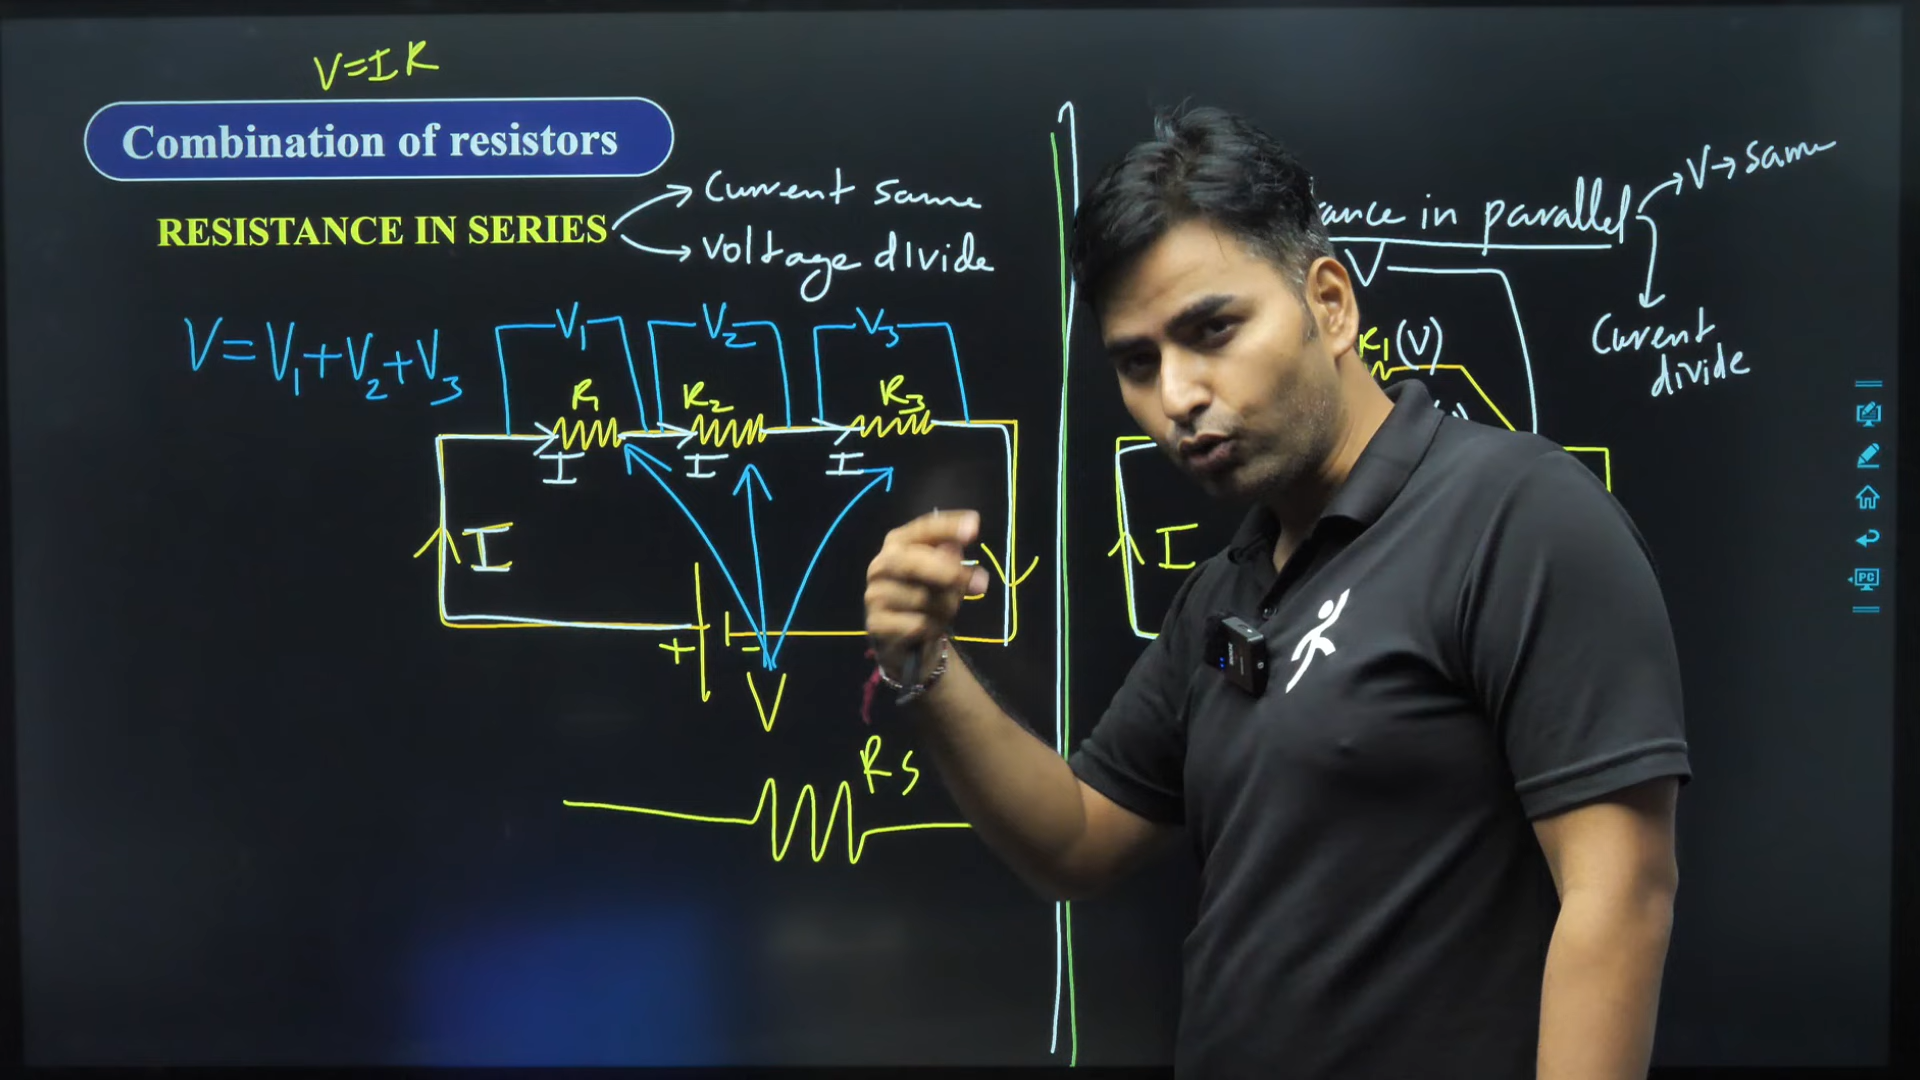 V=IR
Combination of resistors
RESISTANCE IN SERIES
Current same
Voltage divide
V=V₁+V₂+V₃
V₁ V₂ V₃
R₁ R₂ R₃
I I I
I
+ -
V
Rs
in parallel
V→same
Current
divide
V
R₁(V)
I
PC